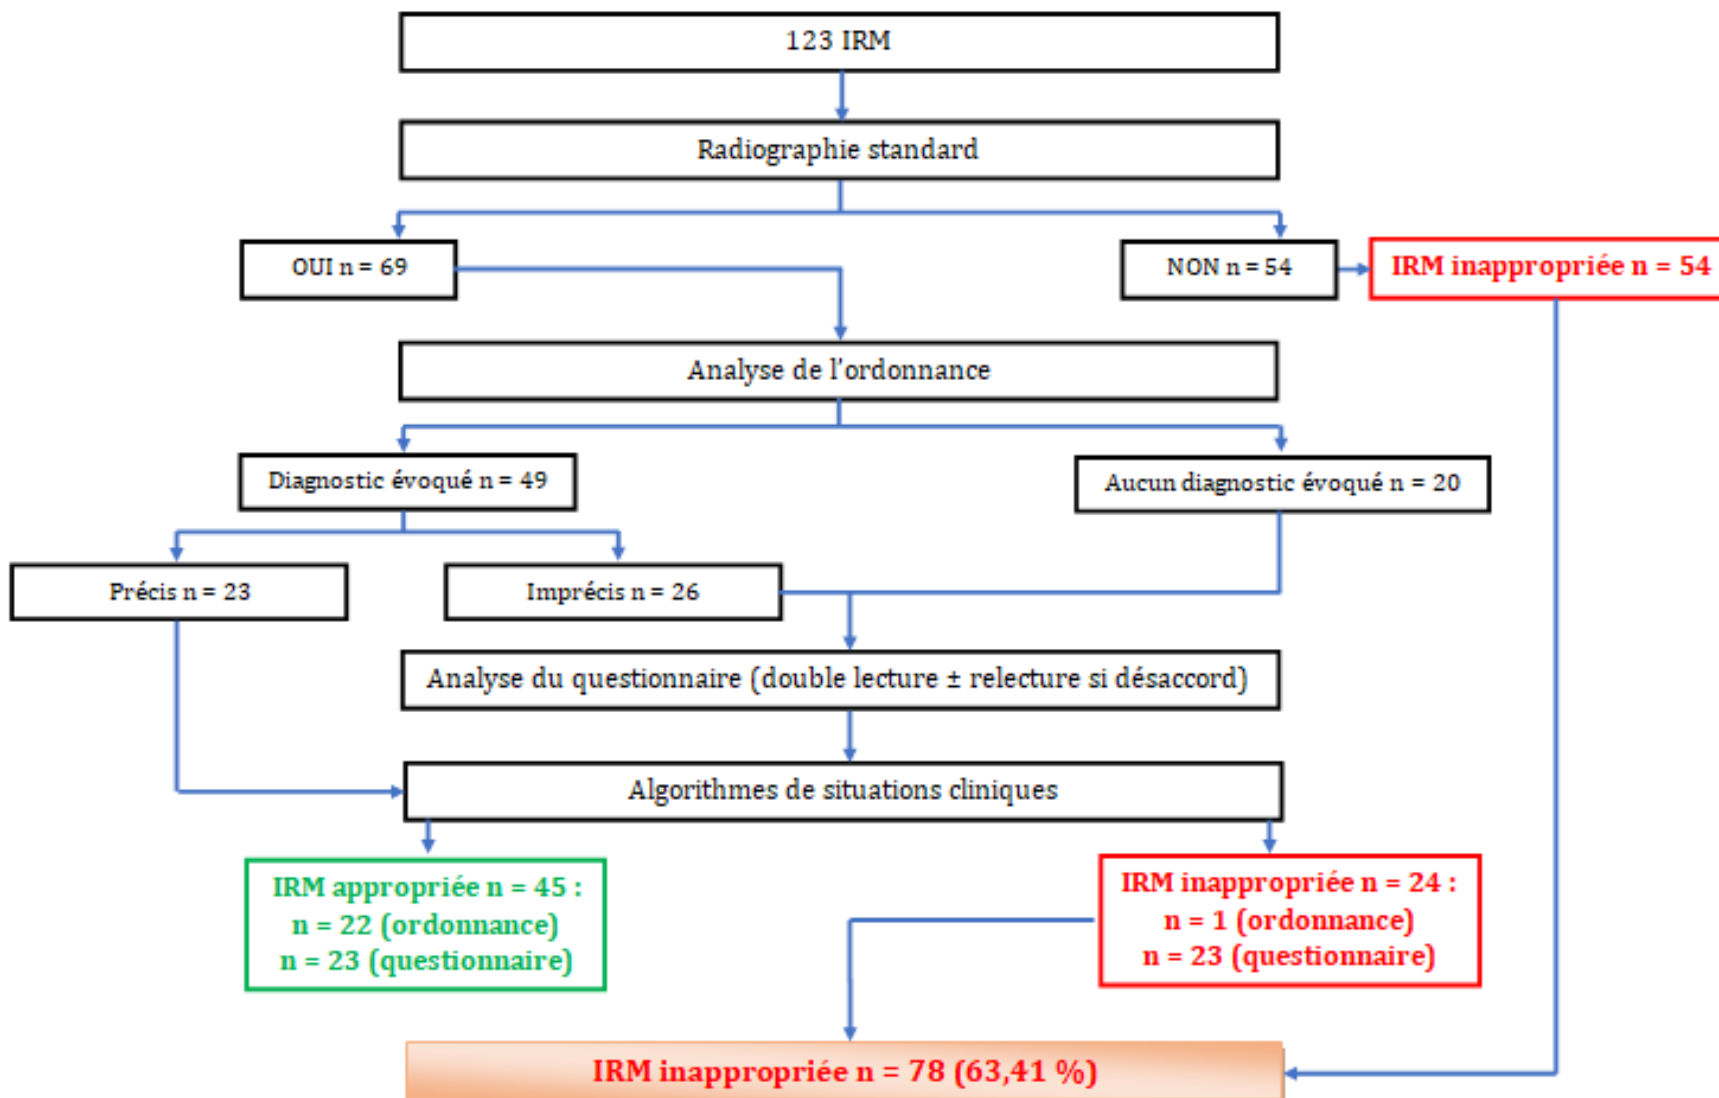 123 IRM
Radiographie standard
OUI n = 69
NON n = 54
IRM inappropriée n = 54
Analyse de l'ordonnance
Diagnostic évoqué n = 49
Aucun diagnostic évoqué n = 20
Précis n = 23
Imprécis n = 26
Analyse du questionnaire (double lecture ± relecture si désaccord)
Algorithmes de situations cliniques
IRM appropriée n = 45 :
n = 22 (ordonnance)
n = 23 (questionnaire)
IRM inappropriée n = 24 :
n = 1 (ordonnance)
n = 23 (questionnaire)
IRM inappropriée n = 78 (63,41 %)